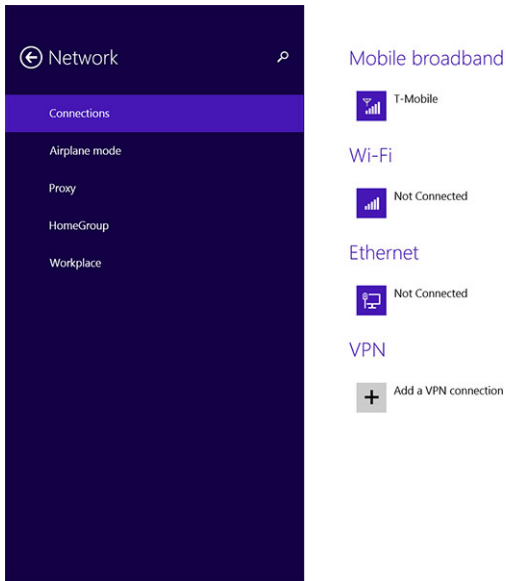 Network
Connections
Airplane mode
Proxy
HomeGroup
Workplace
Mobile broadband
T-Mobile
Wi-Fi
Not Connected
Ethernet
Not Connected
VPN
Add a VPN connection